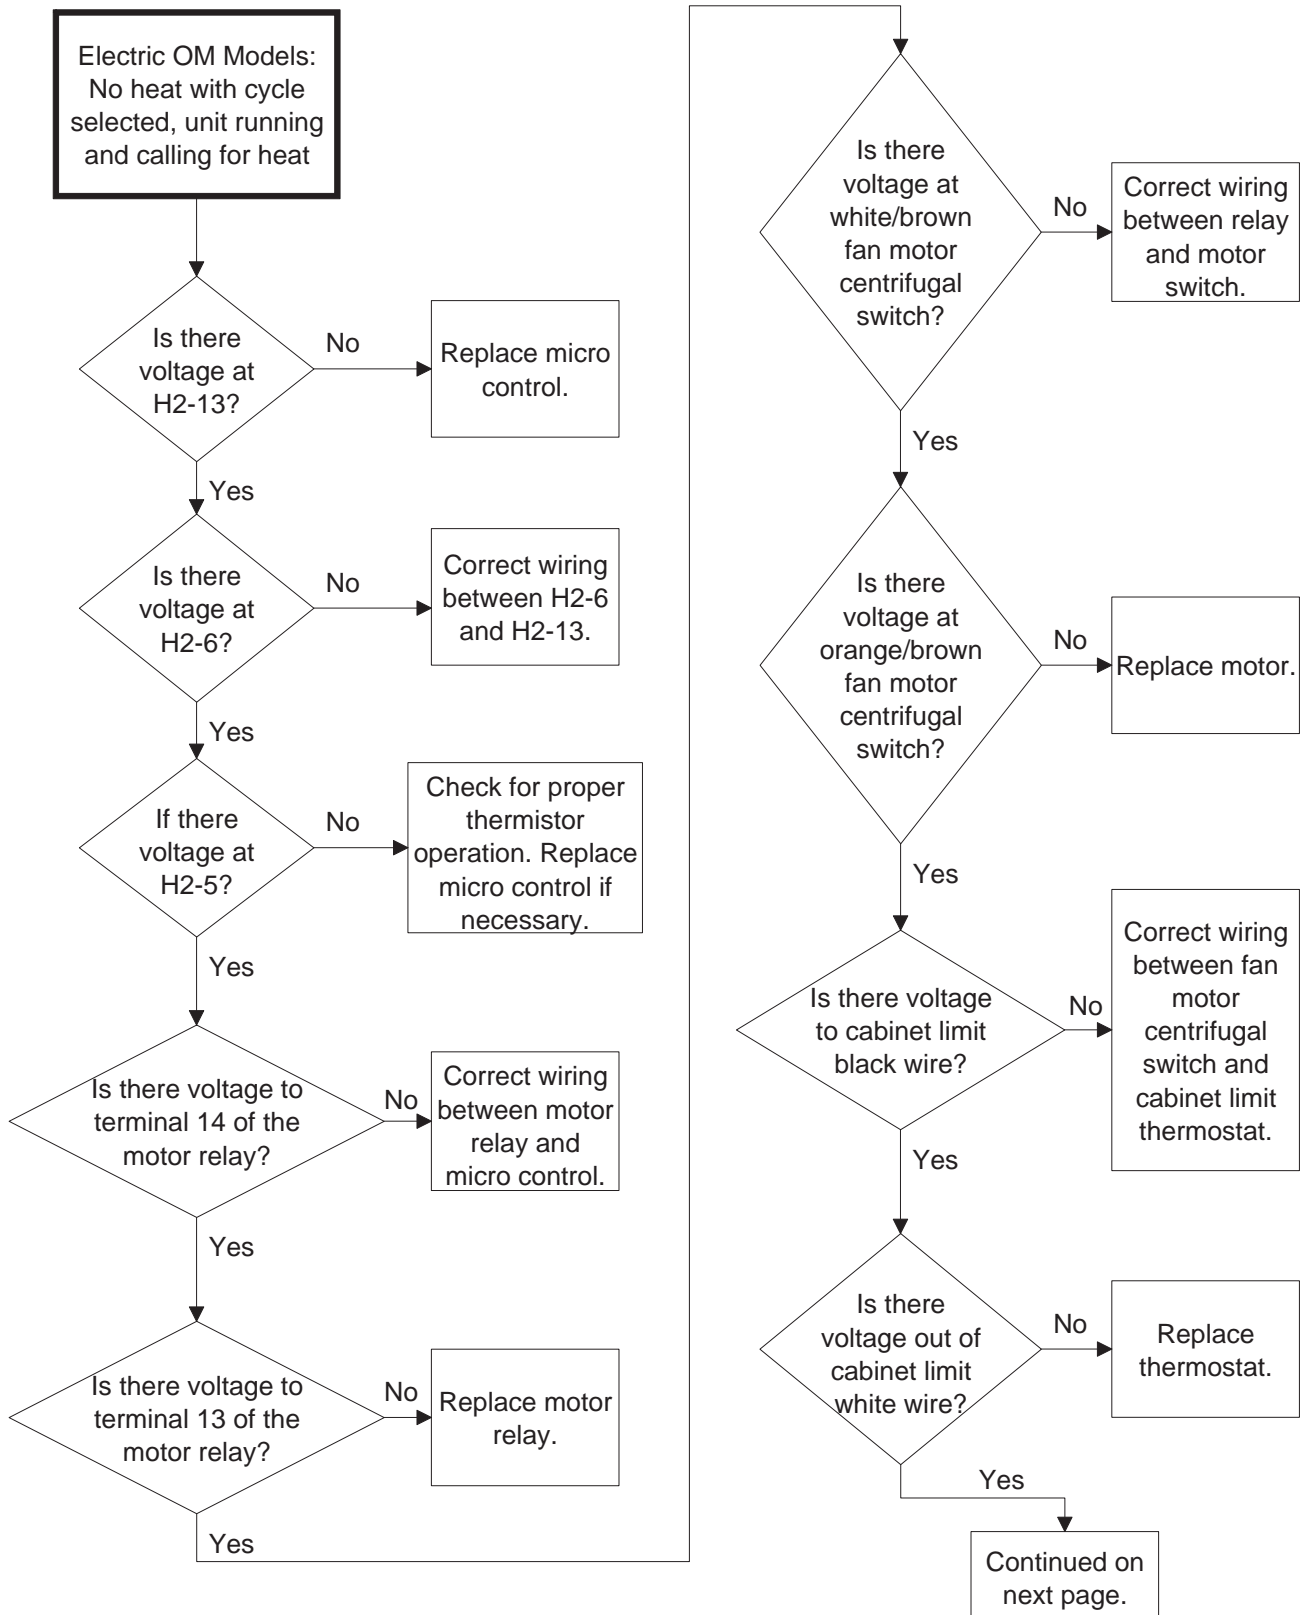 Electric OM Models:
No heat with cycle
selected, unit running
and calling for heat
Is there
voltage at
H2-13?
No
Replace micro
control.
Yes
Is there
voltage at
H2-6?
No
Correct wiring
between H2-6
and H2-13.
Yes
If there
voltage at
H2-5?
No
Check for proper
thermistor
operation. Replace
micro control if
necessary.
Yes
Is there voltage to
terminal 14 of the
motor relay?
No
Correct wiring
between motor
relay and
micro control.
Yes
Is there voltage to
terminal 13 of the
motor relay?
No
Replace motor
relay.
Yes
Is there
voltage at
white/brown
fan motor
centrifugal
switch?
No
Correct wiring
between relay
and motor
switch.
Yes
Is there
voltage at
orange/brown
fan motor
centrifugal
switch?
No
Replace motor.
Yes
Is there voltage
to cabinet limit
black wire?
No
Correct wiring
between fan
motor
centrifugal
switch and
cabinet limit
thermostat.
Yes
Is there
voltage out of
cabinet limit
white wire?
No
Replace
thermostat.
Yes
Continued on
next page.